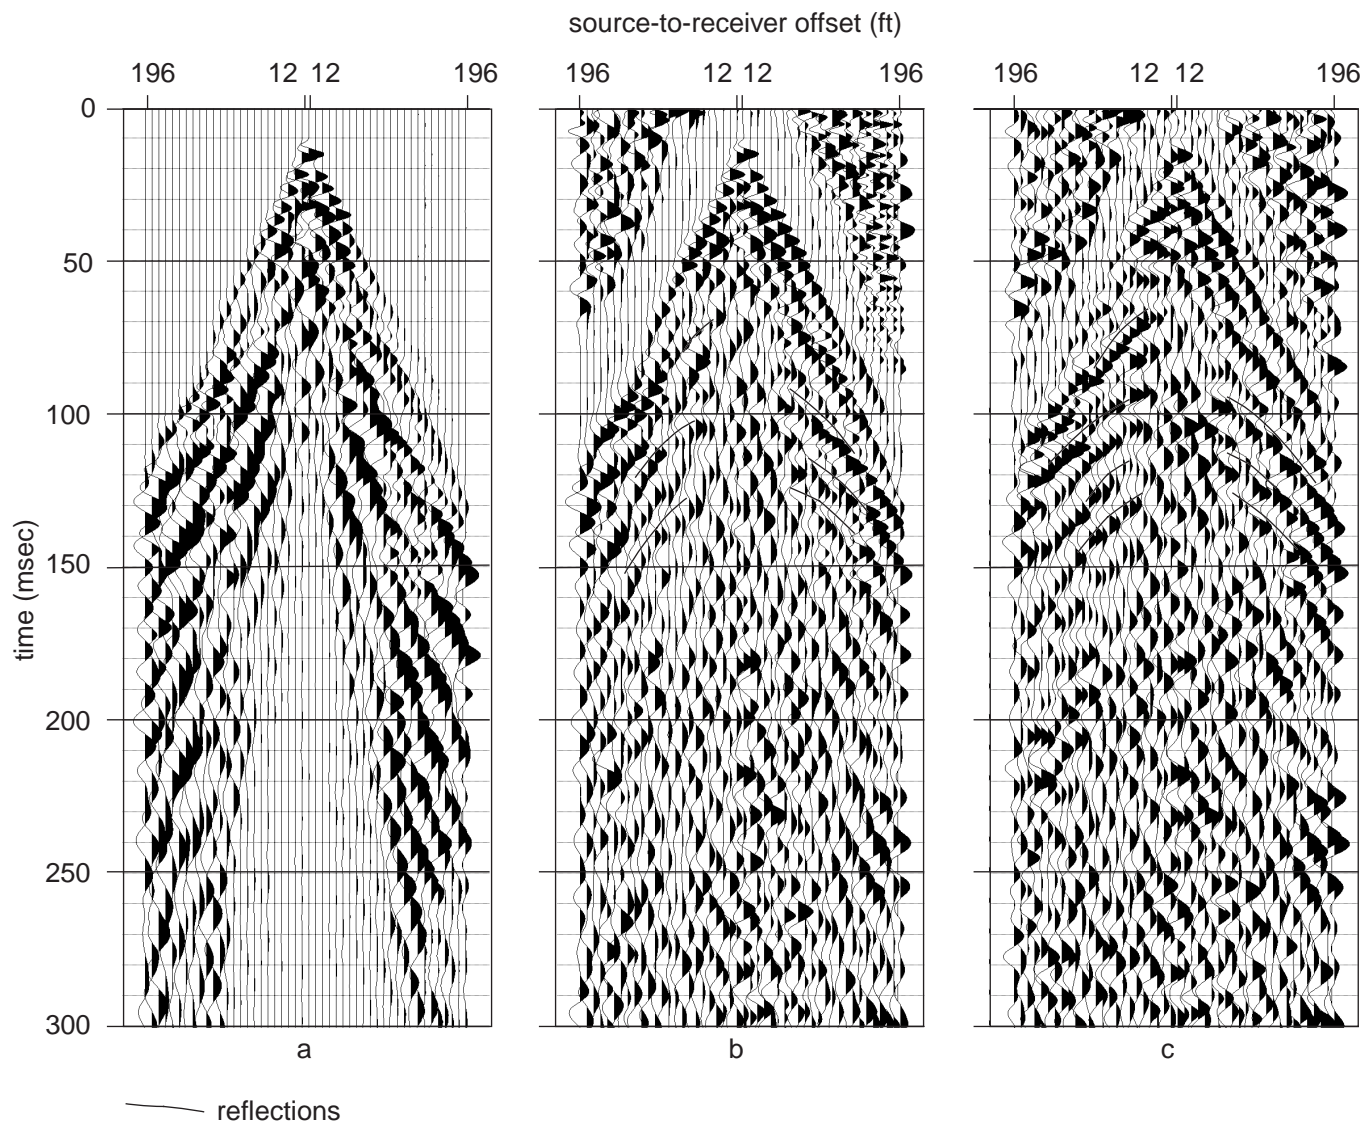 source-to-receiver offset (ft)
196 12 12 196 196 12 12 196 196 12 12 196
0
50
100
150
200
250
300
time (msec)
a b c
reflections